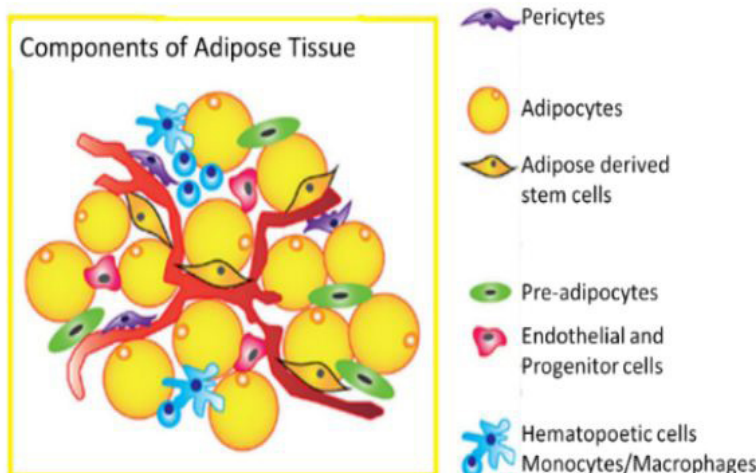 Components of Adipose Tissue
Pericytes
Adipocytes
Adipose derived
stem cells
Pre-adipocytes
Endothelial and
Progenitor cells
Hematopoetic cells
Monocytes/Macrophages